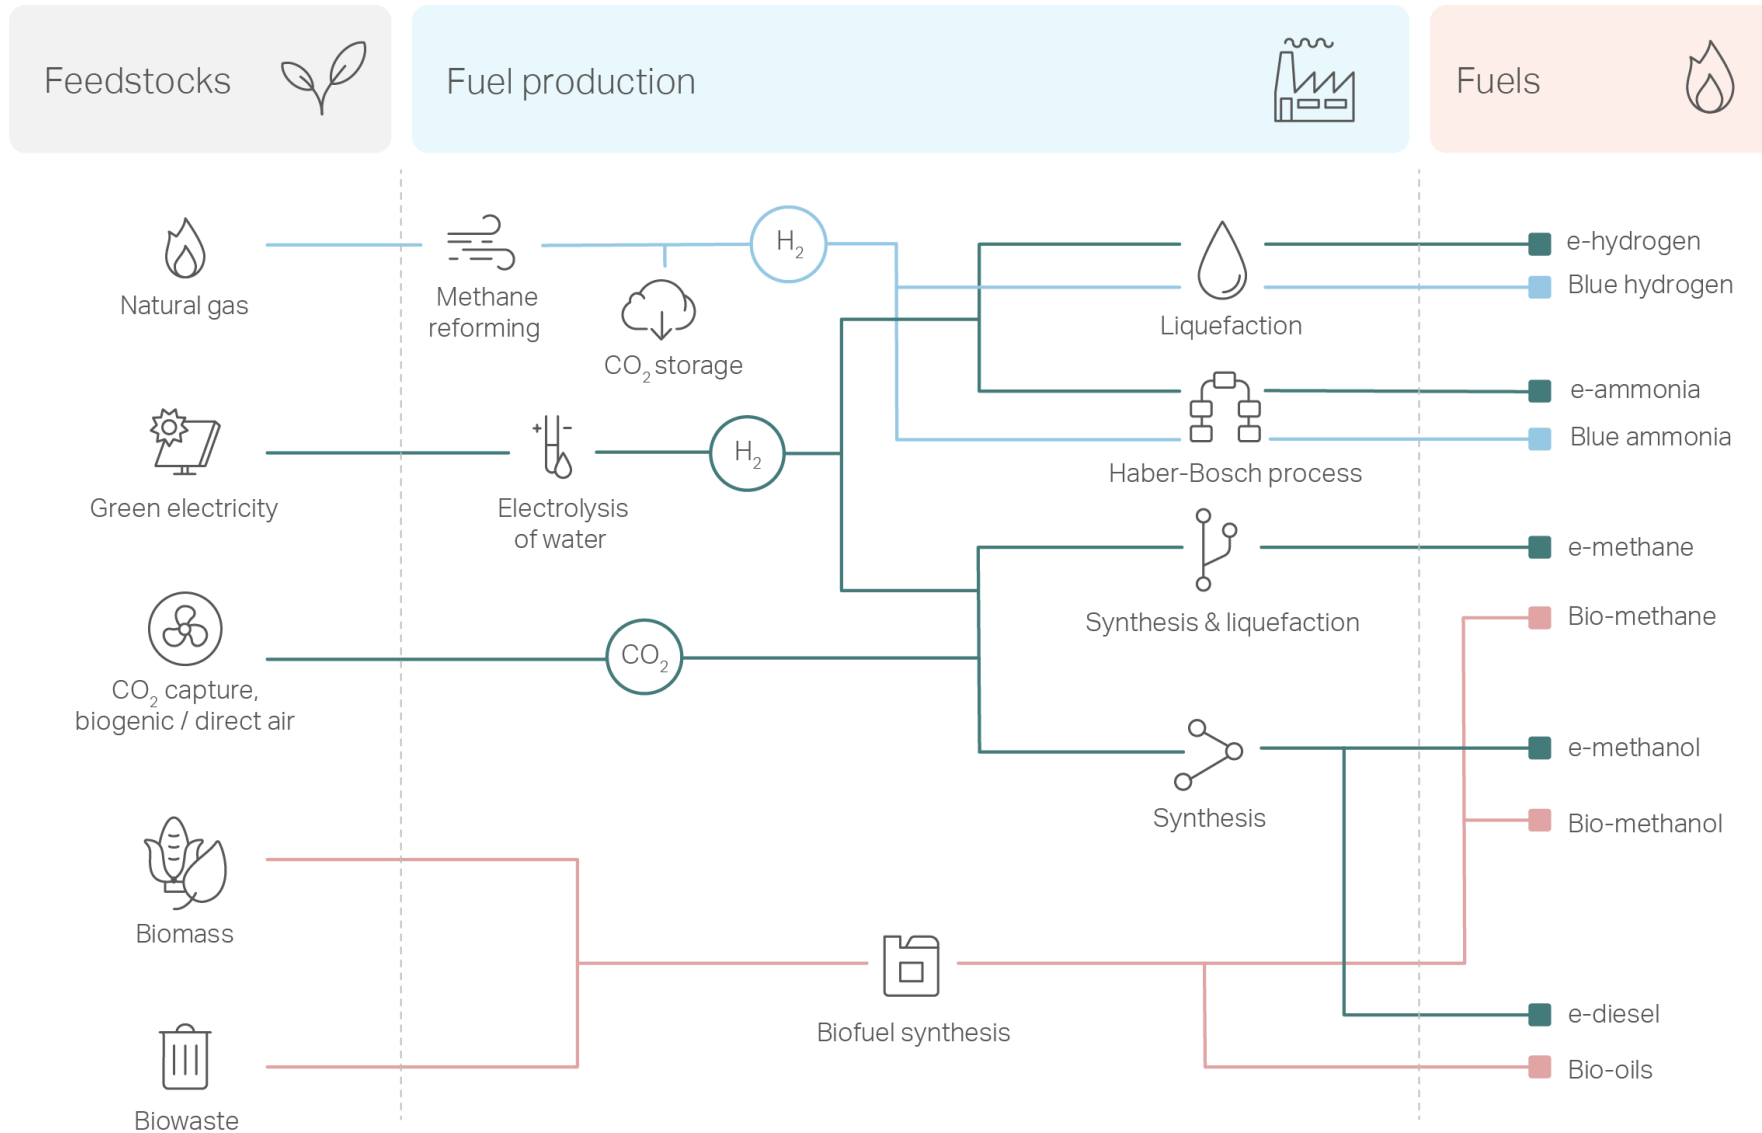 Feedstocks
Fuel production
Fuels
Natural gas
Methane
reforming
CO2 storage
H2
Liquefaction
e-hydrogen
Blue hydrogen
Green electricity
+ -
Electrolysis
of water
H2
Haber-Bosch process
e-ammonia
Blue ammonia
CO2 capture,
biogenic / direct air
CO2
Synthesis & liquefaction
e-methane
Bio-methane
Synthesis
e-methanol
Bio-methanol
Biomass
Biowaste
Biofuel synthesis
e-diesel
Bio-oils